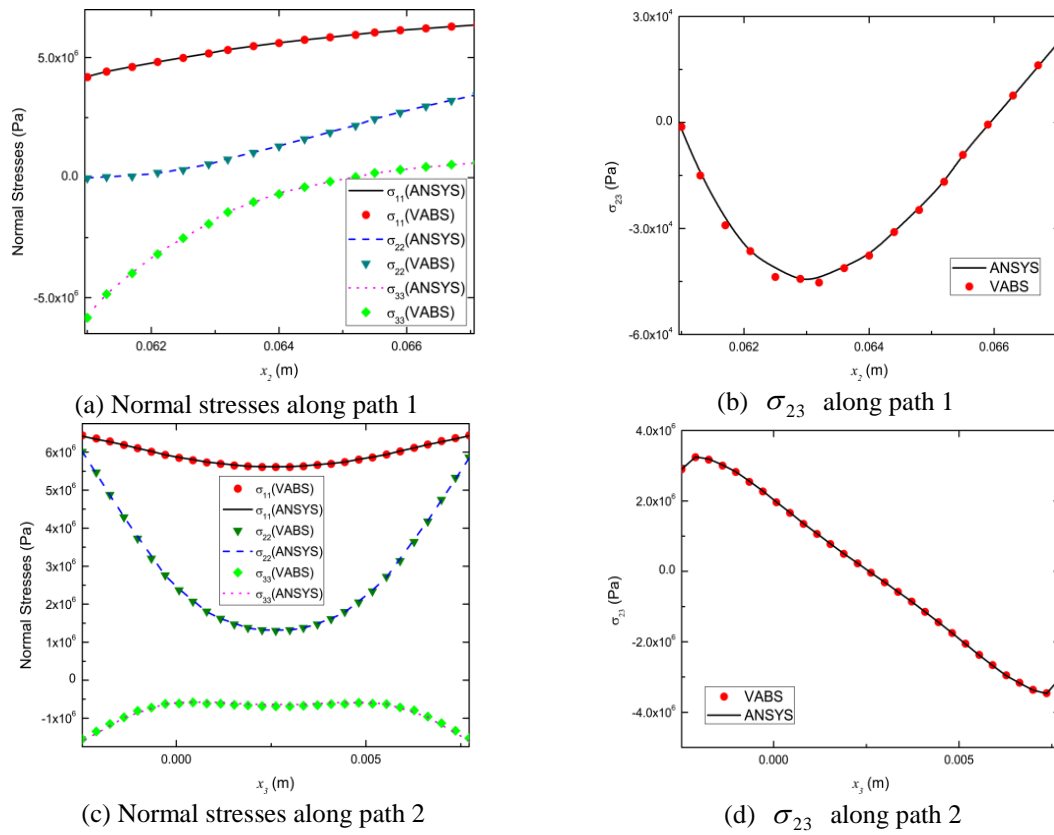 5.0x10⁶
0.0
-5.0x10⁶
Normal Stresses (Pa)
σ₁₁(ANSYS)
σ₁₁(VABS)
σ₂₂(ANSYS)
σ₂₂(VABS)
σ₃₃(ANSYS)
σ₃₃(VABS)
0.062 0.064 0.066
x₂ (m)
(a) Normal stresses along path 1
3.0x10⁴
0.0
-3.0x10⁴
-6.0x10⁴
σ₂₃ (Pa)
ANSYS
VABS
0.062 0.064 0.066
x₂ (m)
(b) σ₂₃ along path 1
6x10⁶
5x10⁶
4x10⁶
3x10⁶
2x10⁶
1x10⁶
0
-1x10⁶
Normal Stresses (Pa)
σ₁₁(VABS)
σ₁₁(ANSYS)
σ₂₂(VABS)
σ₂₂(ANSYS)
σ₃₃(VABS)
σ₃₃(ANSYS)
0.000 0.005
x₃ (m)
(c) Normal stresses along path 2
4.0x10⁶
2.0x10⁶
0.0
-2.0x10⁶
-4.0x10⁶
σ₂₃ (Pa)
VABS
ANSYS
0.000 0.005
x₃ (m)
(d) σ₂₃ along path 2